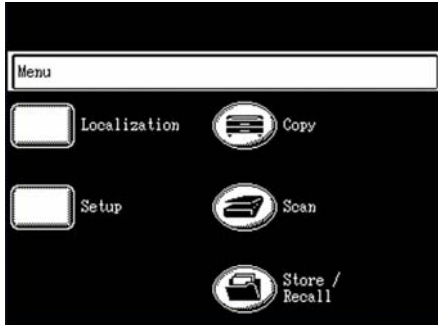 Menu
Localization
Copy
Setup
Scan
Store /
Recall